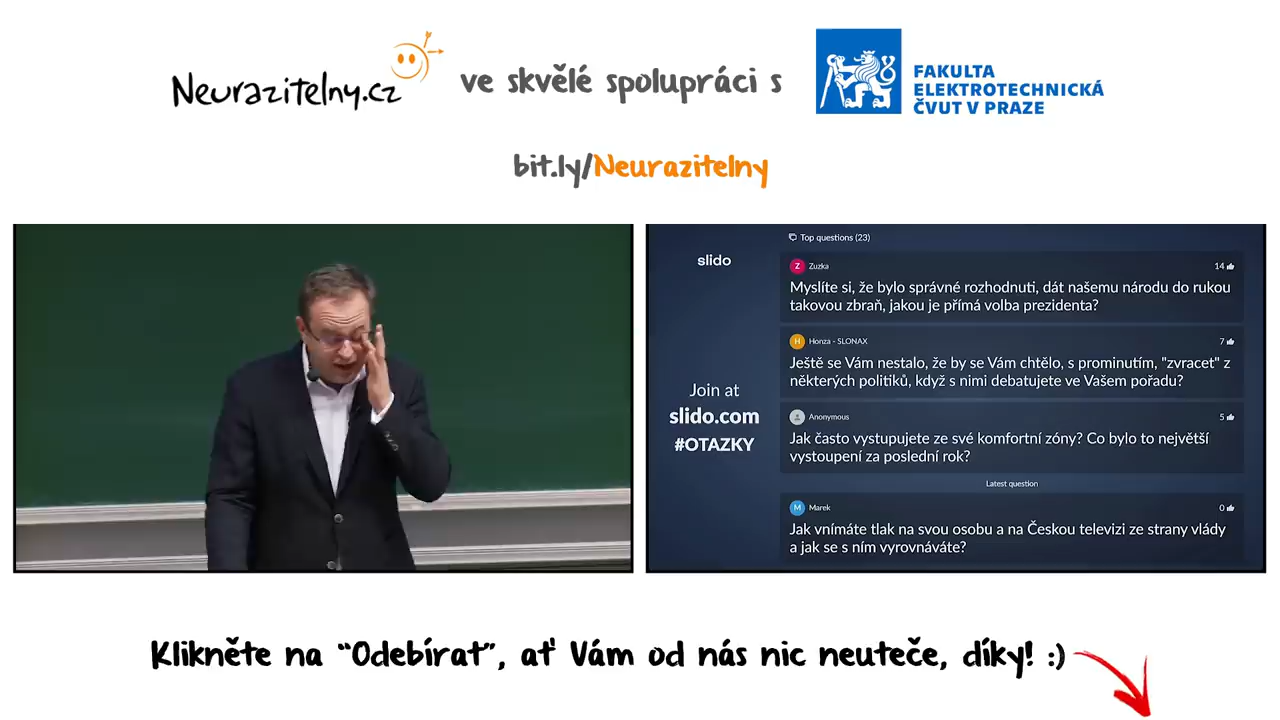 Neurazitelny.cz ve skvělé spolupráci s
FAKULTA
ELEKTROTECHNICKÁ
ČVUT V PRAZE
bit.ly/Neurazitelny
slido
Join at
slido.com
#OTAZKY
Top questions (23)
Z Zuzka 14
Myslíte si, že bylo správné rozhodnutí, dát našemu národu do rukou
takovou zbraň, jakou je přímá volba prezidenta?
H Honza - SLONAX 7
Ještě se Vám nestalo, že by se Vám chtělo, s prominutím, "zvracet" z
některých politiků, když s nimi debatujete ve Vašem pořadu?
Anonymous 5
Jak často vystupujete ze své komfortní zóny? Co bylo to největší
vystoupení za poslední rok?
Latest question
M Marek 0
Jak vnímáte tlak na svou osobu a na Českou televizi ze strany vlády
a jak se s ním vyrovnáváte?
Klikněte na “Odebírat”, ať Vám od nás nic neuteče, díky! :)